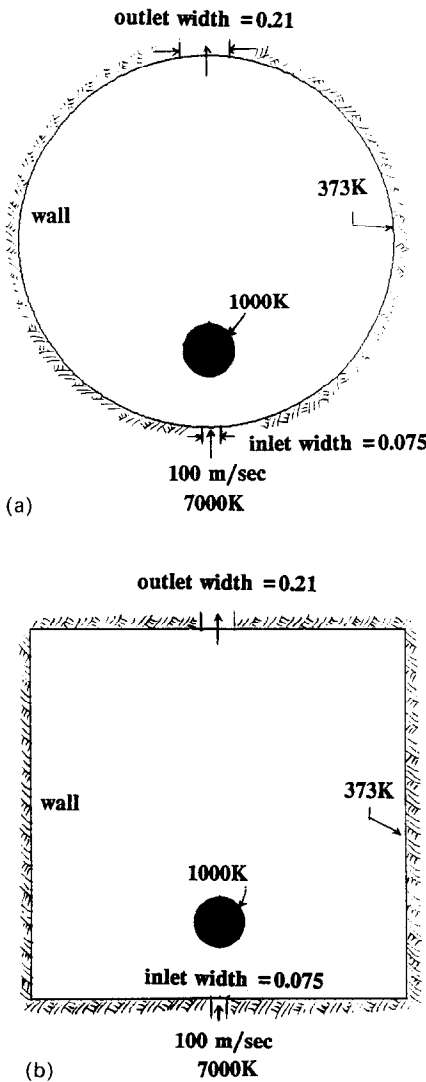 outlet width = 0.21
373K
wall
1000K
inlet width = 0.075
100 m/sec
7000K
(a)
outlet width = 0.21
373K
wall
1000K
inlet width = 0.075
100 m/sec
7000K
(b)